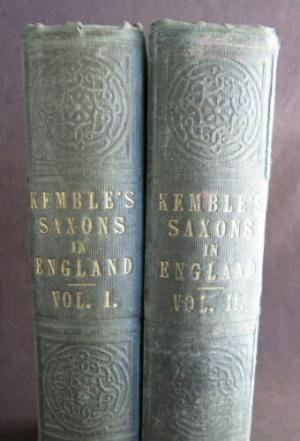 KEMBLE'S
SAXONS
IN
ENGLAND
VOL. I.
KEMBLE'S
SAXONS
IN
ENGLAND
VOL. II.